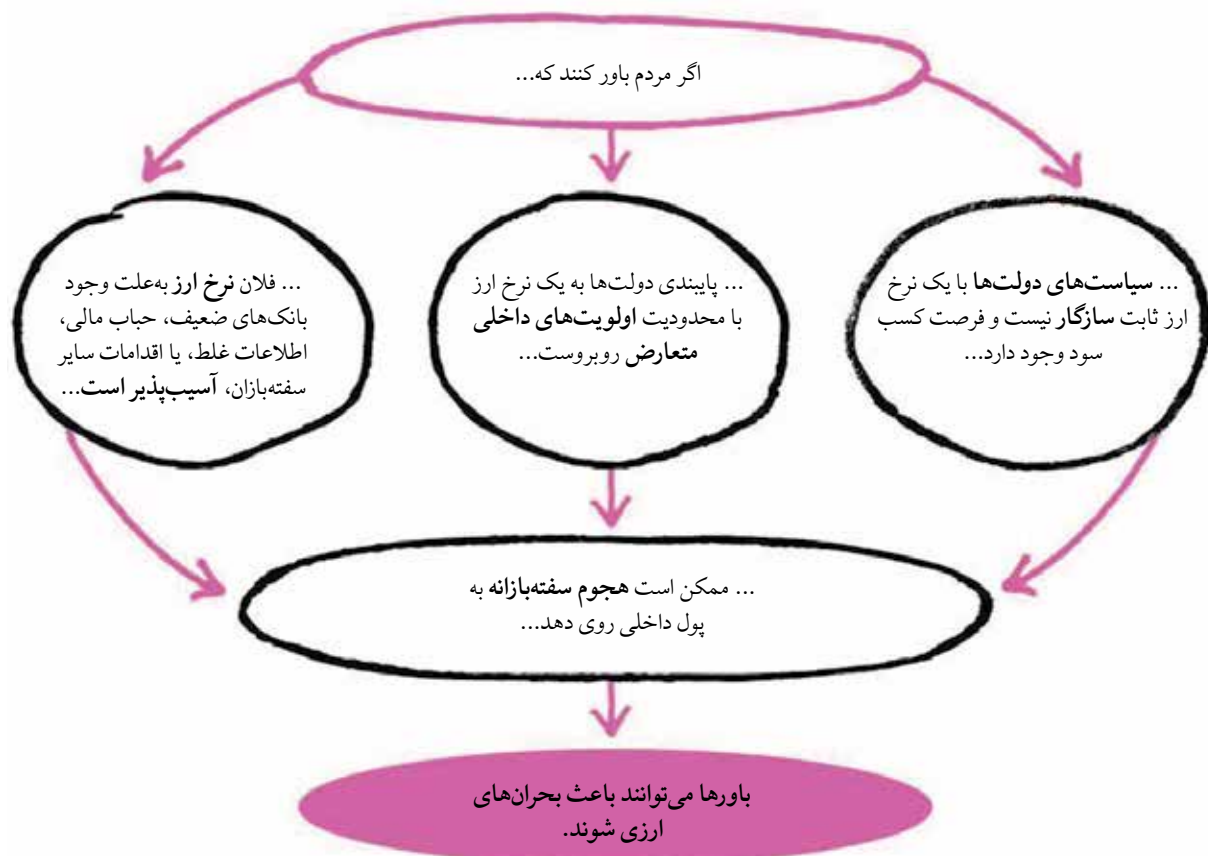 اگر مردم باور کنند که...
... سیاست‌های دولت‌ها با یک نرخ
ارز ثابت سازگار نیست و فرصت کسب
سود وجود دارد...
... پایبندی دولت‌ها به یک نرخ ارز
با محدودیت اولویت‌های داخلی
متعارض روبروست...
... فلان نرخ ارز به‌علت وجود
بانک‌های ضعیف، حباب مالی،
اطلاعات غلط، یا اقدامات سایر
سفته‌بازان، آسیب‌پذیر است...
... ممکن است هجوم سفته‌بازانه به
پول داخلی روی دهد...
باورها می‌توانند باعث بحران‌های
ارزی شوند.